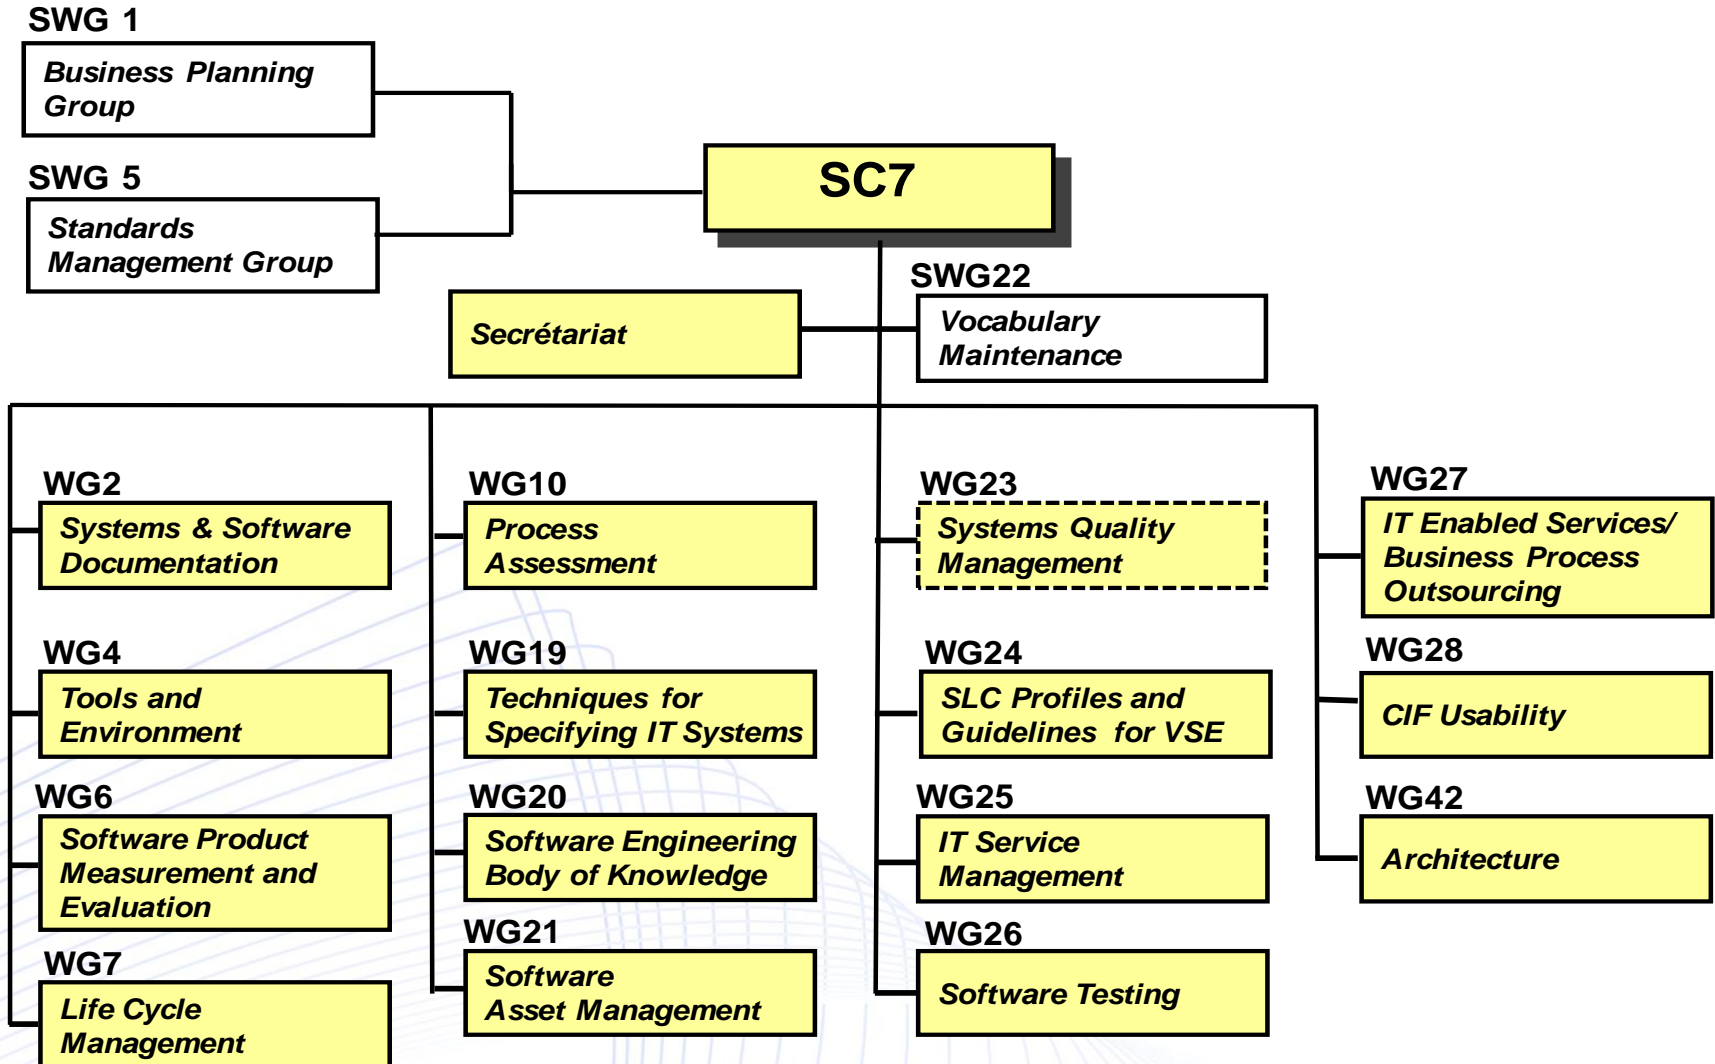 SWG 1
Business Planning
Group
SWG 5
Standards
Management Group
SC7
Secrétariat
SWG22
Vocabulary
Maintenance
WG2
Systems & Software
Documentation
WG4
Tools and
Environment
WG6
Software Product
Measurement and
Evaluation
WG7
Life Cycle
Management
WG10
Process
Assessment
WG19
Techniques for
Specifying IT Systems
WG20
Software Engineering
Body of Knowledge
WG21
Software
Asset Management
WG23
Systems Quality
Management
WG24
SLC Profiles and
Guidelines for VSE
WG25
IT Service
Management
WG26
Software Testing
WG27
IT Enabled Services/
Business Process
Outsourcing
WG28
CIF Usability
WG42
Architecture